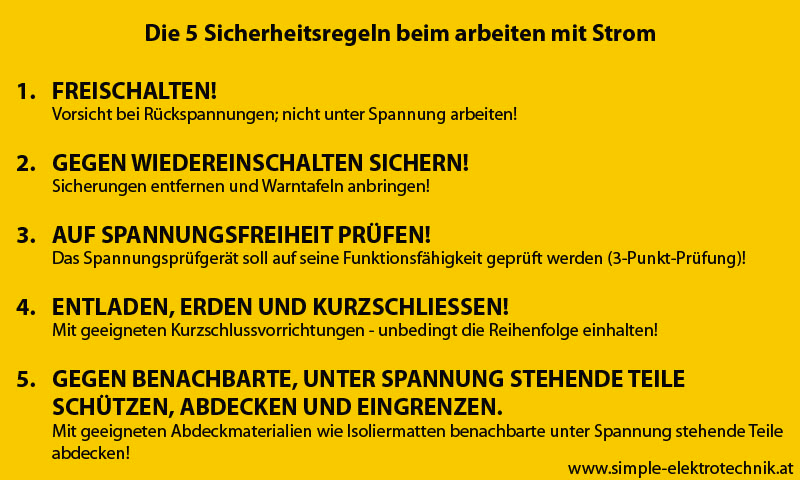 Die 5 Sicherheitsregeln beim arbeiten mit Strom
1. FREISCHALTEN!
Vorsicht bei Rückspannungen; nicht unter Spannung arbeiten!
2. GEGEN WIEDEREINSCHALTEN SICHERN!
Sicherungen entfernen und Warntafeln anbringen!
3. AUF SPANNUNGSFREIHEIT PRÜFEN!
Das Spannungsprüfgerät soll auf seine Funktionsfähigkeit geprüft werden (3-Punkt-Prüfung)!
4. ENTLADEN, ERDEN UND KURZSCHLIESSEN!
Mit geeigneten Kurzschlussvorrichtungen - unbedingt die Reihenfolge einhalten!
5. GEGEN BENACHBARTE, UNTER SPANNUNG STEHENDE TEILE
SCHÜTZEN, ABDECKEN UND EINGRENZEN.
Mit geeigneten Abdeckmaterialien wie Isoliermatten benachbarte unter Spannung stehende Teile
abdecken!
www.simple-elektrotechnik.at